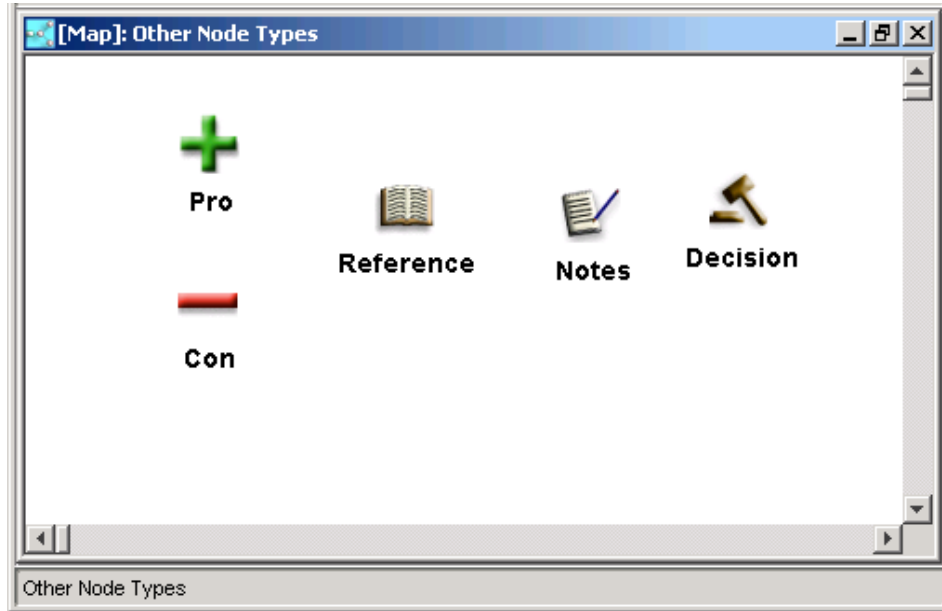 [Map]: Other Node Types
Pro
Reference
Notes
Decision
Con
Other Node Types